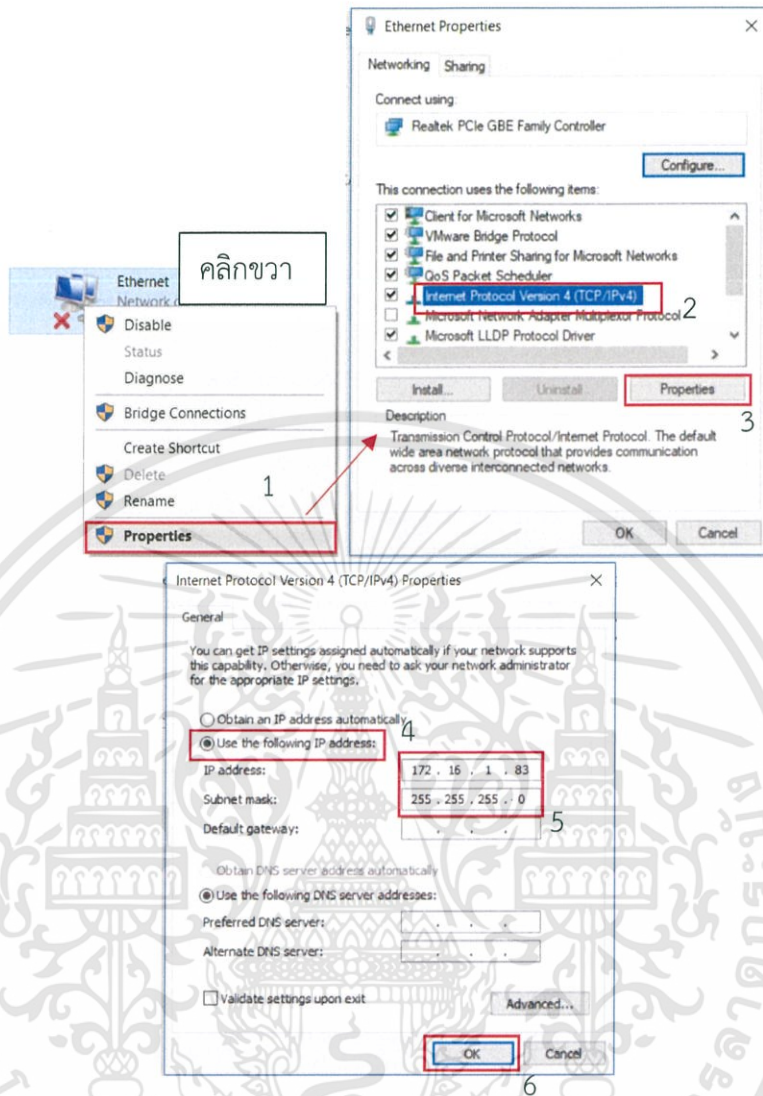 Ethernet
Network
คลิกขวา
Disable
Status
Diagnose
Bridge Connections
Create Shortcut
Delete
Rename
1
Properties
Ethernet Properties
Networking Sharing
Connect using:
Realtek PCIe GBE Family Controller
Configure...
This connection uses the following items:
Client for Microsoft Networks
VMware Bridge Protocol
File and Printer Sharing for Microsoft Networks
QoS Packet Scheduler
Internet Protocol Version 4 (TCP/IPv4)
2
Microsoft Network Adapter Multiplexor Protocol
Microsoft LLDP Protocol Driver
Install... Uninstall Properties
3
Description
Transmission Control Protocol/Internet Protocol. The default
wide area network protocol that provides communication
across diverse interconnected networks.
OK Cancel
Internet Protocol Version 4 (TCP/IPv4) Properties
General
You can get IP settings assigned automatically if your network supports
this capability. Otherwise, you need to ask your network administrator
for the appropriate IP settings.
Obtain an IP address automatically
4
Use the following IP address:
IP address: 172 . 16 . 1 . 83
Subnet mask: 255 . 255 . 255 . 0
5
Default gateway: . . .
Obtain DNS server address automatically
Use the following DNS server addresses:
Preferred DNS server: . . .
Alternate DNS server: . . .
Validate settings upon exit Advanced...
OK Cancel
6